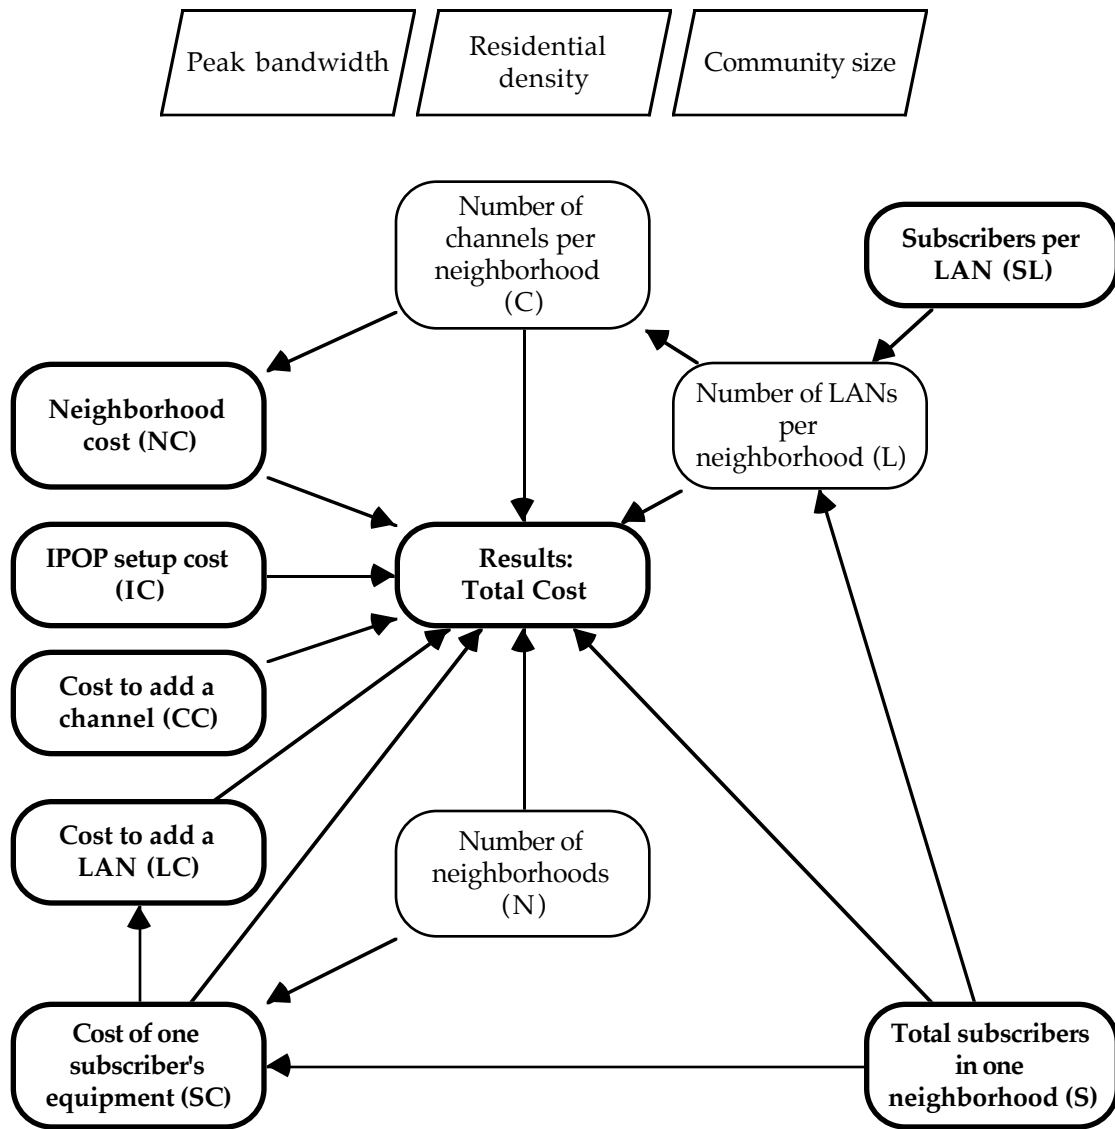 Peak bandwidth
Residential
density
Community size
Number of
channels per
neighborhood
(C)
Subscribers per
LAN (SL)
Neighborhood
cost (NC)
Number of LANs
per
neighborhood (L)
IPOP setup cost
(IC)
Results:
Total Cost
Cost to add a
channel (CC)
Cost to add a
LAN (LC)
Number of
neighborhoods
(N)
Cost of one
subscriber's
equipment (SC)
Total subscribers
in one
neighborhood (S)